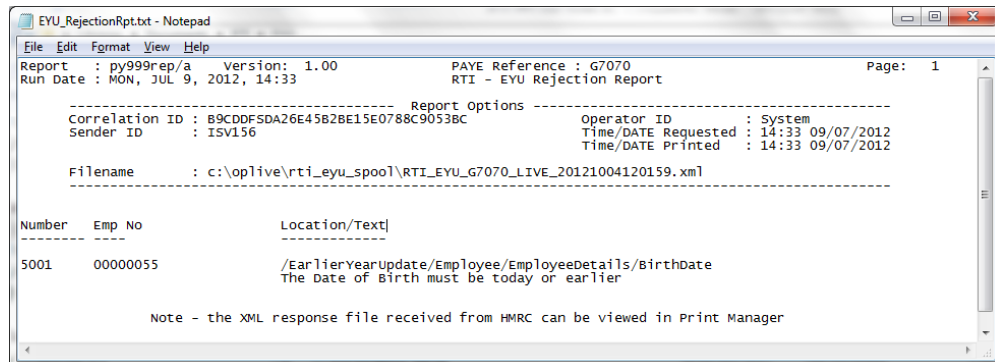 EYU_RejectionRpt.txt - Notepad
File Edit Format View Help
Report : py999rep/a Version: 1.00 PAYE Reference : G7070 Page: 1
Run Date : MON, JUL 9, 2012, 14:33 RTI - EYU Rejection Report
---------------------------------------- Report Options --------------------------------------------
Correlation ID : B9CDDFSDA26E45B2BE15E0788C9053BC Operator ID : System
Sender ID : ISV156 Time/DATE Requested : 14:33 09/07/2012
Time/DATE Printed : 14:33 09/07/2012
Filename : c:\oplive\rti_eyu_spool\RTI_EYU_G7070_LIVE_20121004120159.xml
----------------------------------------------------------------------------------------------------
Number Emp No Location/Text
-------- ---- -------------
5001 00000055 /EarlierYearUpdate/Employee/EmployeeDetails/BirthDate
The Date of Birth must be today or earlier
Note - the XML response file received from HMRC can be viewed in Print Manager